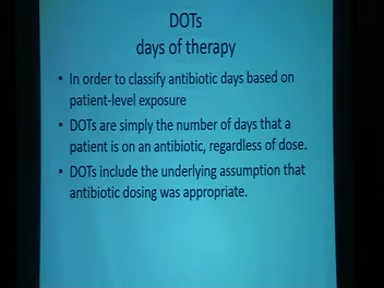 DOTs
days of therapy
• In order to classify antibiotic days based on
patient-level exposure
• DOTs are simply the number of days that a
patient is on an antibiotic, regardless of dose.
• DOTs include the underlying assumption that
antibiotic dosing was appropriate.